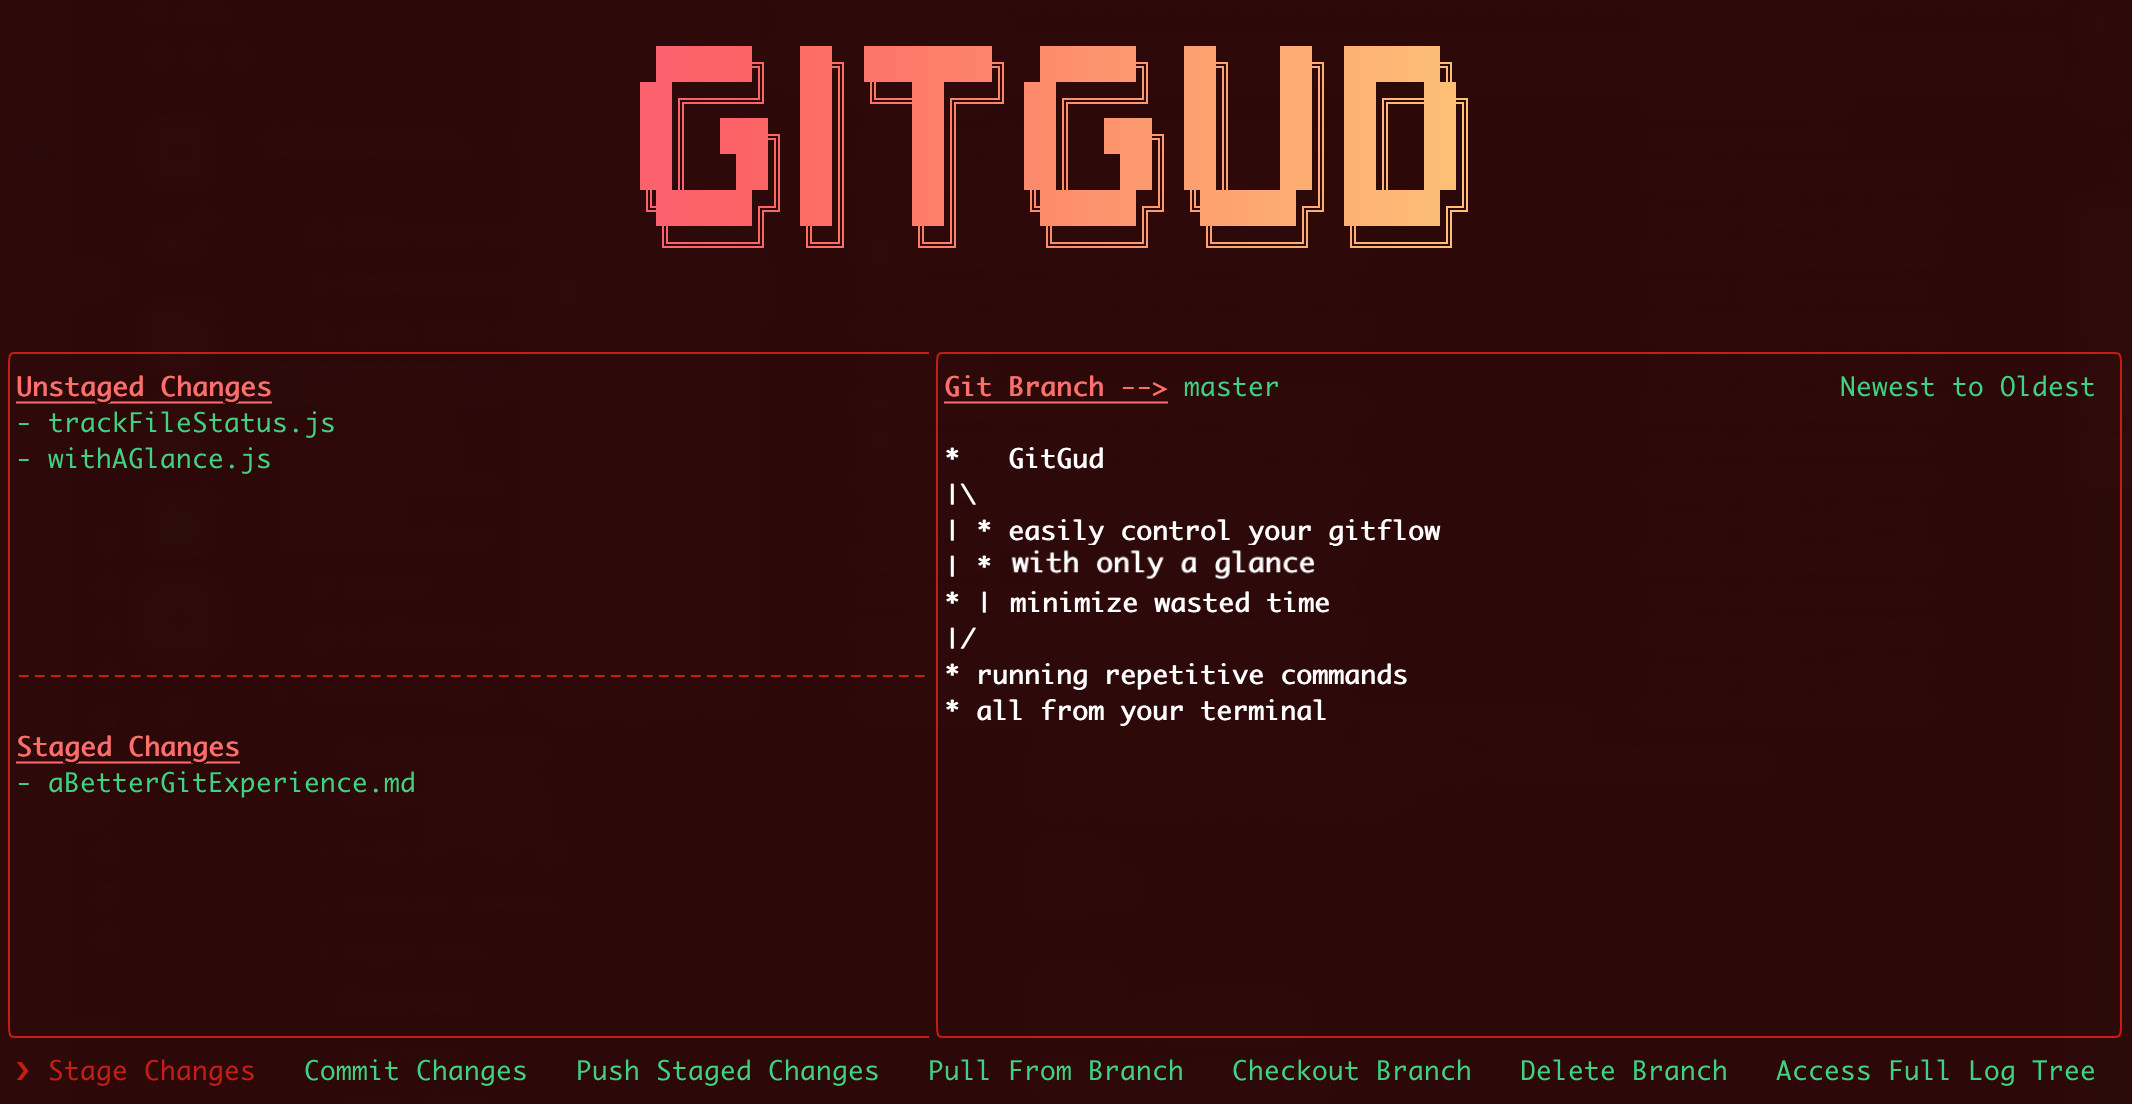 GITGUD
Unstaged Changes
- trackFileStatus.js
- withAGlance.js
Staged Changes
- aBetterGitExperience.md
Git Branch --> master
Newest to Oldest
*   GitGud
|\
| * easily control your gitflow
| * with only a glance
* | minimize wasted time
|/
* running repetitive commands
* all from your terminal
❯ Stage Changes   Commit Changes   Push Staged Changes   Pull From Branch   Checkout Branch   Delete Branch   Access Full Log Tree